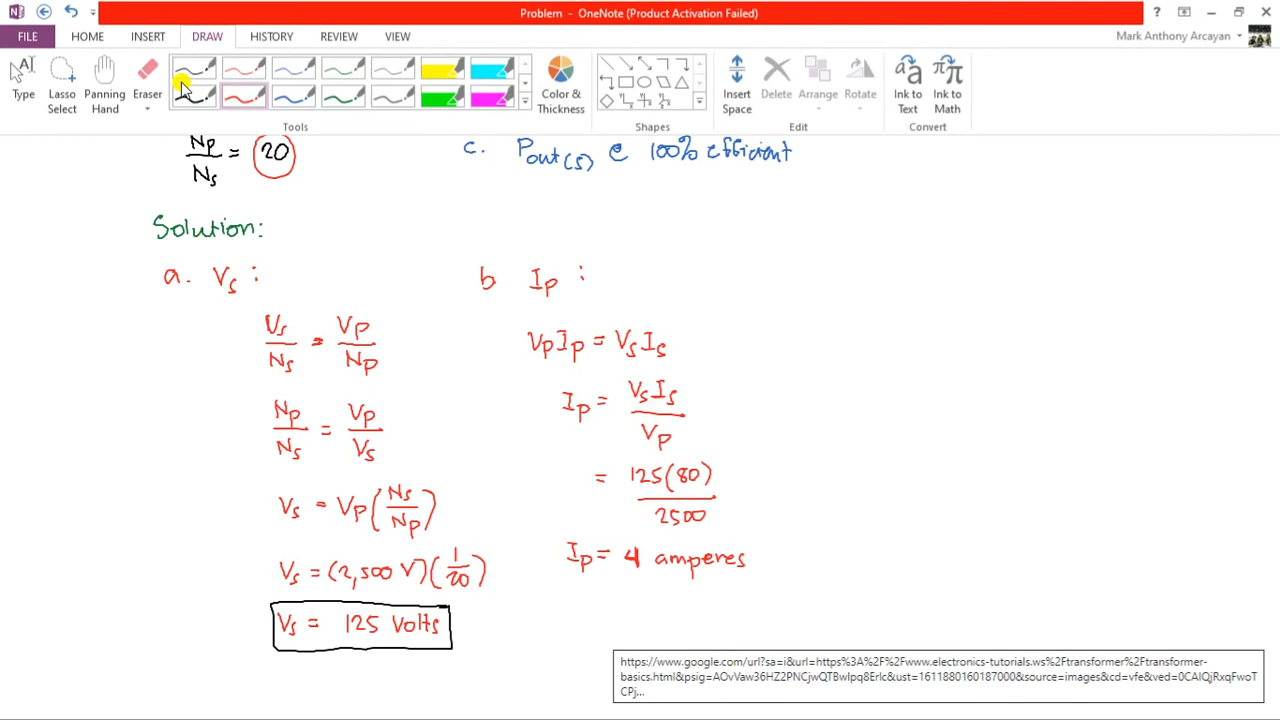 Problem - OneNote (Product Activation Failed)
FILE HOME INSERT DRAW HISTORY REVIEW VIEW
Mark Anthony Arcayan
Type
Lasso Select
Panning Hand
Eraser
Color & Thickness
Insert Space
Delete
Arrange
Rotate
Ink to Text
Ink to Math
Tools
Shapes
Edit
Convert
Np/Ns = 20
c. Pout(s) @ 100% efficient
Solution:
a. Vs :
Vs/Ns = Vp/Np
Np/Ns = Vp/Vs
Vs = Vp(Ns/Np)
Vs = (2,500 V)(1/20)
Vs = 125 Volts
b Ip :
VpIp = VsIs
Ip = VsIs/Vp
= 125(80)/2500
Ip = 4 amperes
https://www.google.com/url?sa=i&url=https%3A%2F%2Fwww.electronics-tutorials.ws%2Ftransformer%2Ftransformer-
basics.html&psig=AOvVaw36HZ2PNCjwQTBwIpq8Erlc&ust=1611880160187000&source=images&cd=vfe&ved=0CAIQjRxqFwoT
CPj...